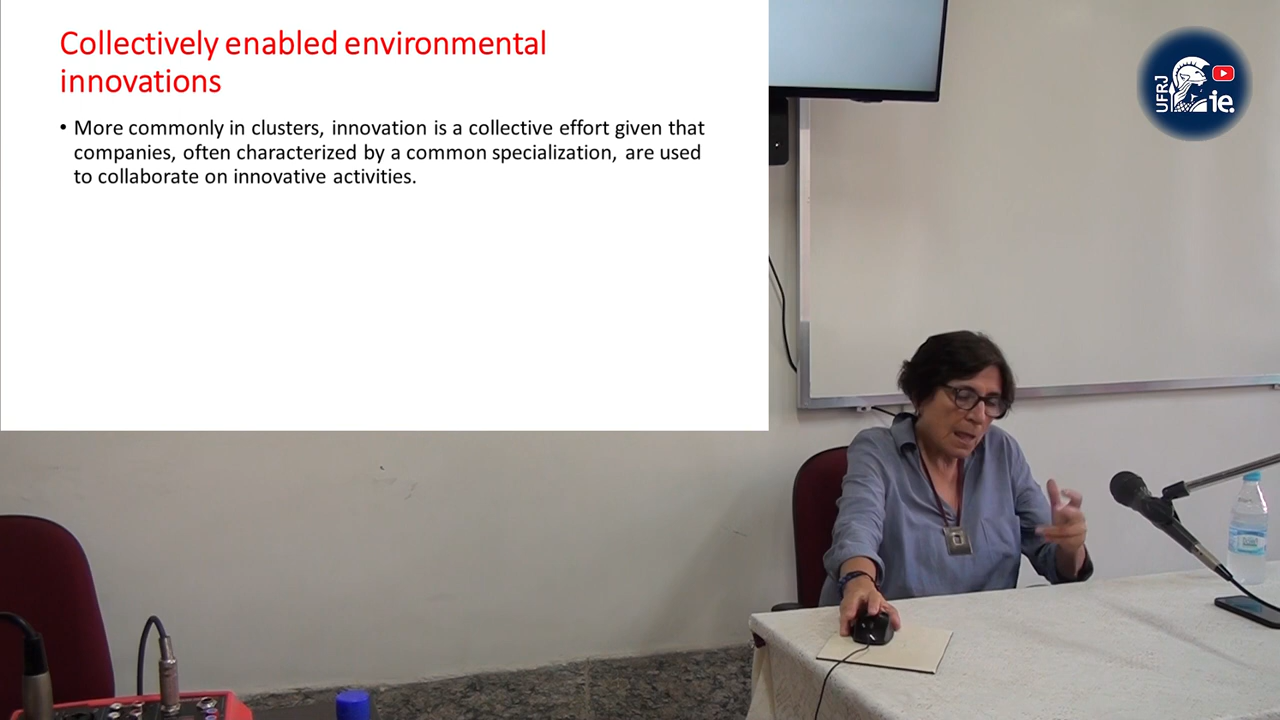 Collectively enabled environmental
innovations
• More commonly in clusters, innovation is a collective effort given that
companies, often characterized by a common specialization, are used
to collaborate on innovative activities.
UFRJ
ie.